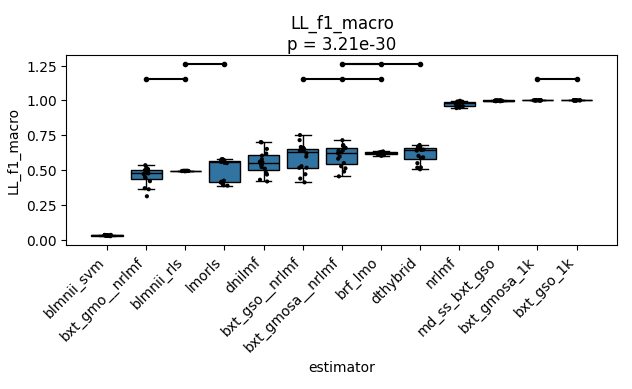 LL_f1_macro
p = 3.21e-30
LL_f1_macro
1.25
1.00
0.75
0.50
0.25
0.00
blmnii_svm
bxt_gmo__nrlmf
blmnii_rls
lmorls
dnilmf
bxt_gso__nrlmf
bxt_gmosa__nrlmf
brf_lmo
dthybrid
nrlmf
md_ss_bxt_gso
bxt_gmosa_1k
bxt_gso_1k
estimator